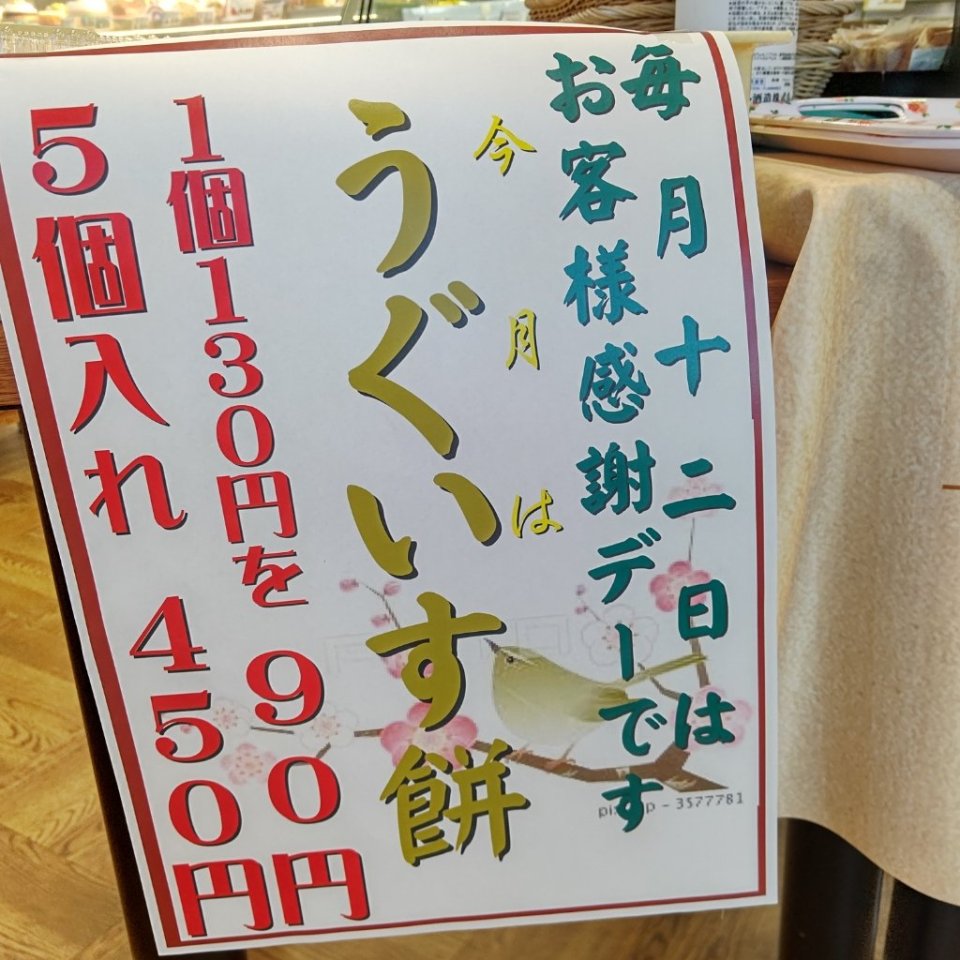 毎月十二日は
お客様感謝デーです
今月は
うぐいす餅
1個130円を90円
5個入れ 450円